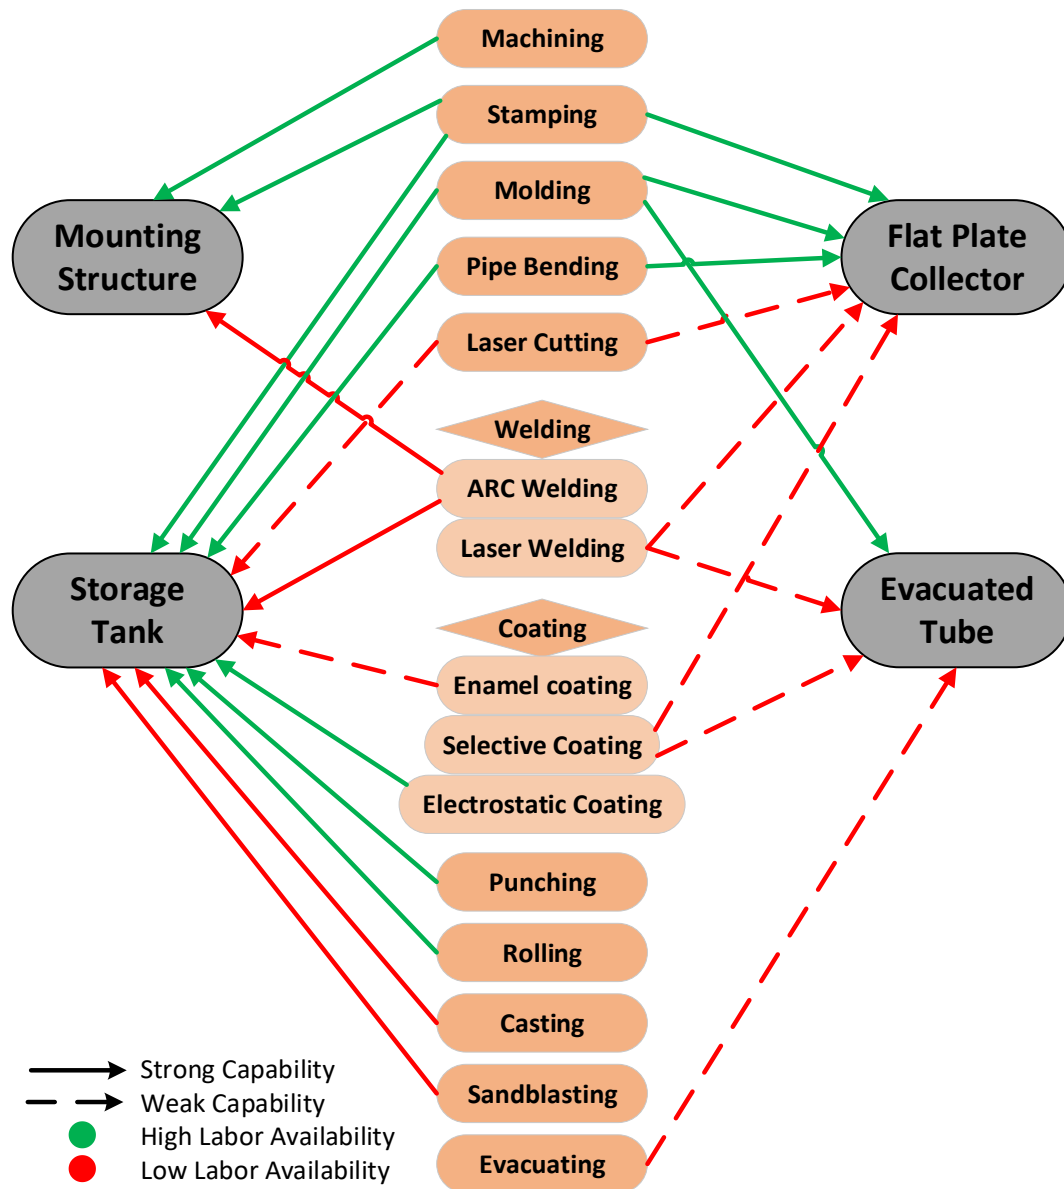 Machining
Stamping
Molding
Pipe Bending
Laser Cutting
Welding
ARC Welding
Laser Welding
Coating
Enamel coating
Selective Coating
Electrostatic Coating
Punching
Rolling
Casting
Sandblasting
Evacuating
Mounting
Structure
Storage
Tank
Flat Plate
Collector
Evacuated
Tube
Strong Capability
Weak Capability
High Labor Availability
Low Labor Availability